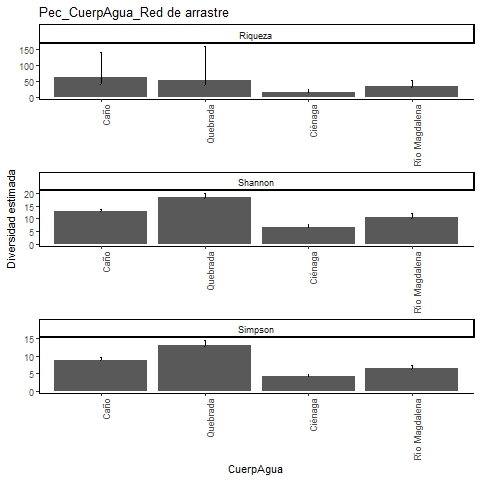 Pec_CuerpAgua_Red de arrastre
Riqueza
150
100
50
0
Caño
Quebrada
Ciénaga
Río Magdalena
Shannon
20
15
10
5
0
Caño
Quebrada
Ciénaga
Río Magdalena
Simpson
15
10
5
0
Caño
Quebrada
Ciénaga
Río Magdalena
Diversidad estimada
CuerpAgua